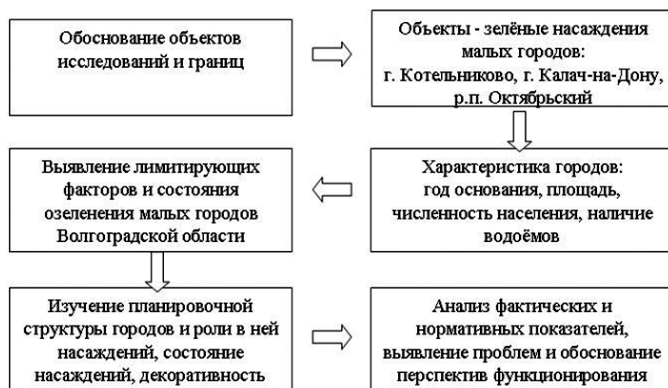 Обоснование объектов
исследований и границ
Объекты - зелёные насаждения
малых городов:
г. Котельниково, г. Калач-на-Дону,
р.п. Октябрьский
Характеристика городов:
год основания, площадь,
численность населения, наличие
водоёмов
Выявление лимитирующих
факторов и состояния
озеленения малых городов
Волгоградской области
Изучение планировочной
структуры городов и роли в ней
насаждений, состояние
насаждений, декоративность
Анализ фактических и
нормативных показателей,
выявление проблем и обоснование
перспектив функционирования